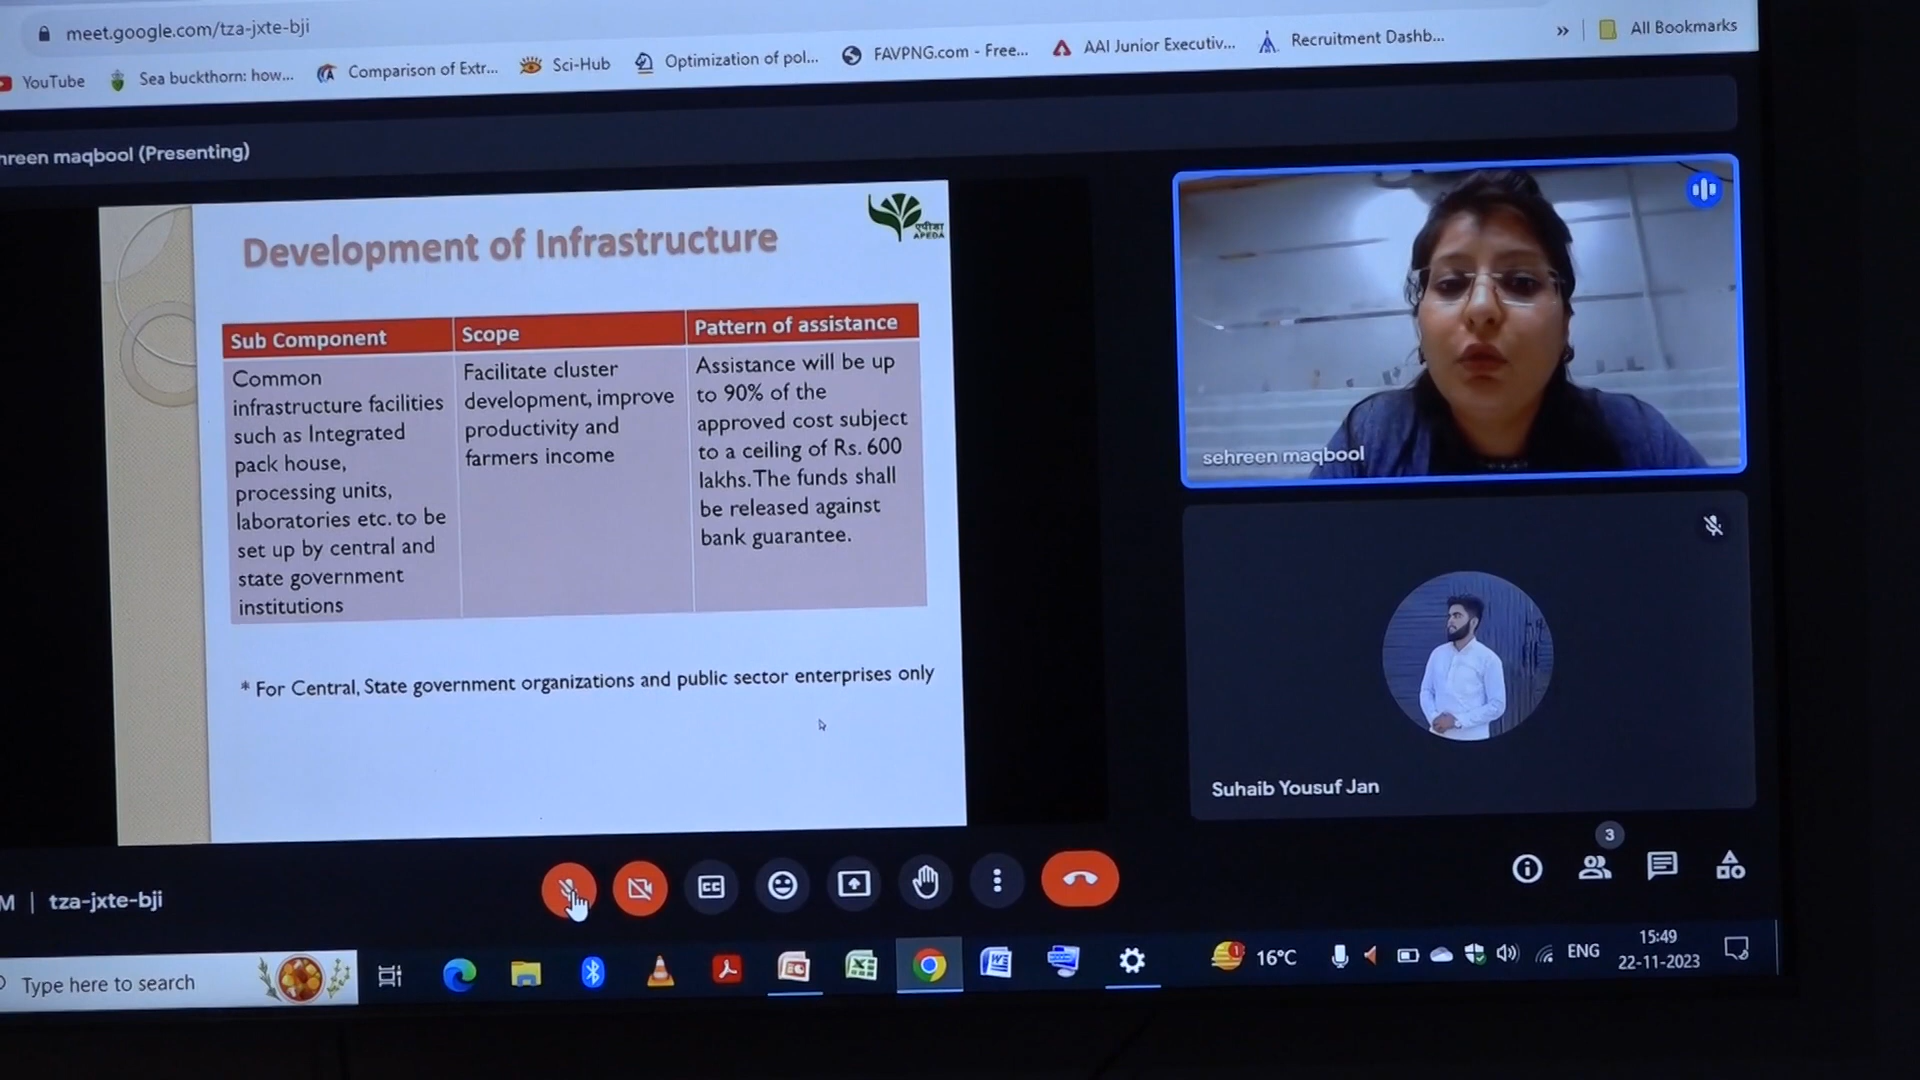 meet.google.com/tza-jxte-bji
YouTube
Sea buckthorn: how...
Comparison of Extr...
Sci-Hub
Optimization of pol...
FAVPNG.com - Free...
AAI Junior Executiv...
Recruitment Dashb...
»
All Bookmarks
hreen maqbool (Presenting)
Development of Infrastructure
एपीडा
APEDA
Sub Component
Common
infrastructure facilities
such as Integrated
pack house,
processing units,
laboratories etc. to be
set up by central and
state government
institutions
Scope
Facilitate cluster
development, improve
productivity and
farmers income
Pattern of assistance
Assistance will be up
to 90% of the
approved cost subject
to a ceiling of Rs. 600
lakhs. The funds shall
be released against
bank guarantee.
* For Central, State government organizations and public sector enterprises only
sehreen maqbool
Suhaib Yousuf Jan
M | tza-jxte-bji
CC
3
Type here to search
1
16°C
ENG
15:49
22-11-2023